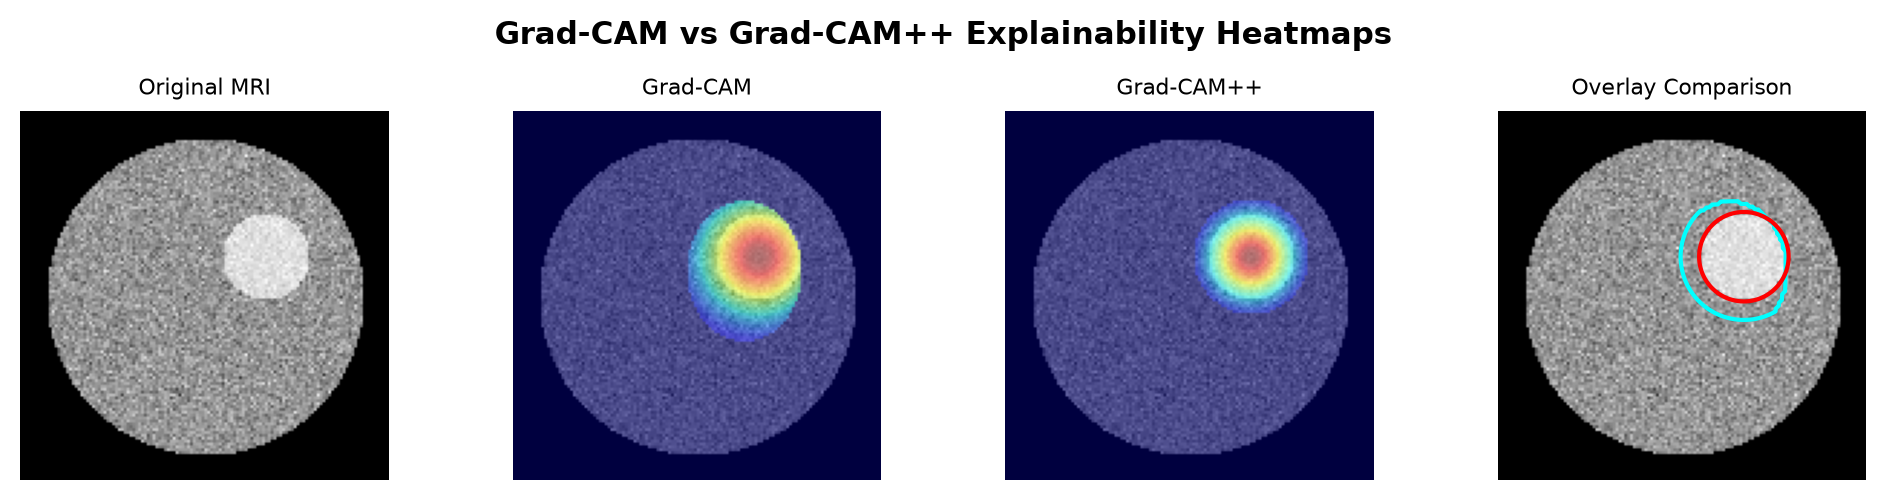 Grad-CAM vs Grad-CAM++ Explainability Heatmaps
Original MRI
Grad-CAM
Grad-CAM++
Overlay Comparison